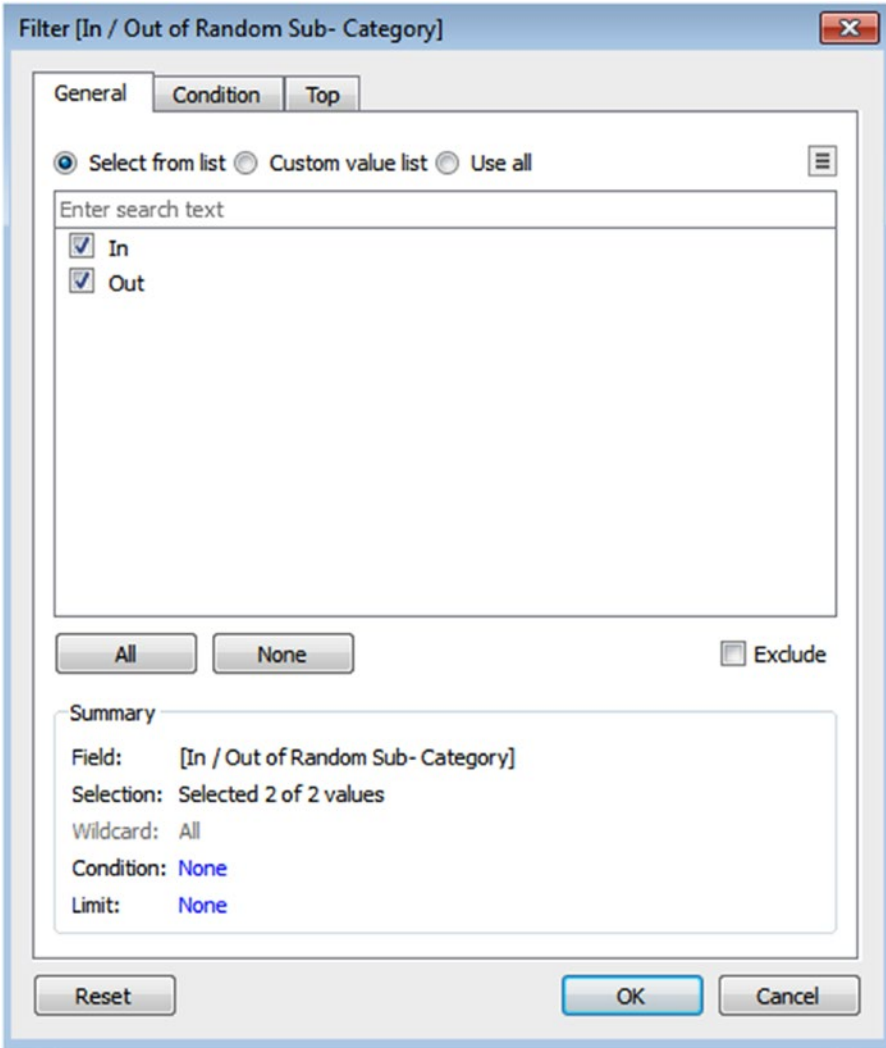 Filter [In / Out of Random Sub- Category]
General Condition Top
Select from list Custom value list Use all
Enter search text
In
Out
All None Exclude
Summary
Field: [In / Out of Random Sub- Category]
Selection: Selected 2 of 2 values
Wildcard: All
Condition: None
Limit: None
Reset OK Cancel